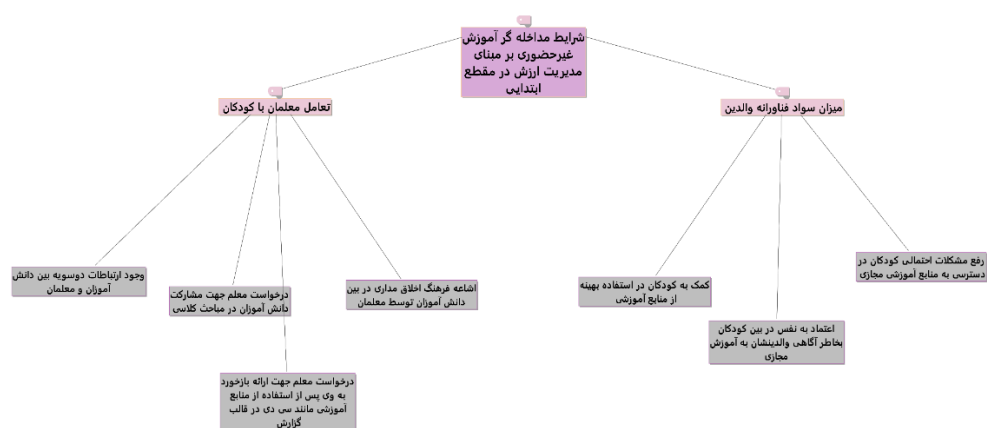 شرایط مداخله گر آموزش
غیرحضوری بر مبنای
مدیریت ارزش در مقطع
ابتدایی
میزان سواد فناورانه والدین
تعامل معلمان با کودکان
رفع مشکلات احتمالی کودکان در
دسترسی به منابع آموزشی مجازی
اعتماد به نفس در بین کودکان
بخاطر آگاهی والدینشان به آموزش
مجازی
کمک به کودکان در استفاده بهینه
از منابع آموزشی
اشاعه فرهنگ اخلاق مداری در بین
دانش آموزان توسط معلمان
درخواست معلم جهت ارائه بازخورد
به وی پس از استفاده از منابع
آموزشی مانند سی دی در قالب
گزارش
درخواست معلم جهت مشارکت
دانش آموزان در مباحث کلاسی
وجود ارتباطات دوسویه بین دانش
آموزان و معلمان